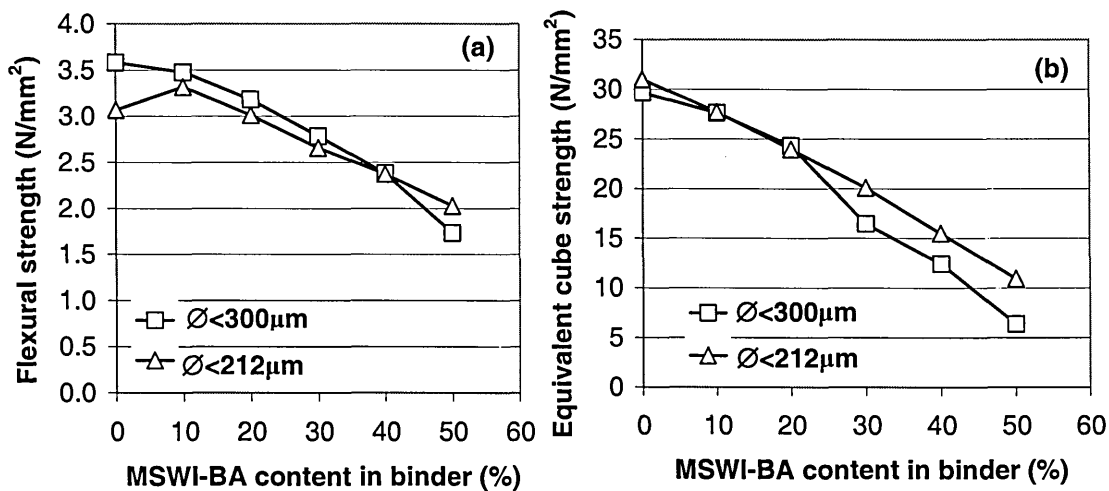 (a)
Flexural strength (N/mm²)
4.0
3.5
3.0
2.5
2.0
1.5
1.0
0.5
0.0
Ø<300µm
Ø<212µm
0 10 20 30 40 50 60
MSWI-BA content in binder (%)
(b)
Equivalent cube strength (N/mm²)
35
30
25
20
15
10
5
0
Ø<300µm
Ø<212µm
0 10 20 30 40 50 60
MSWI-BA content in binder (%)